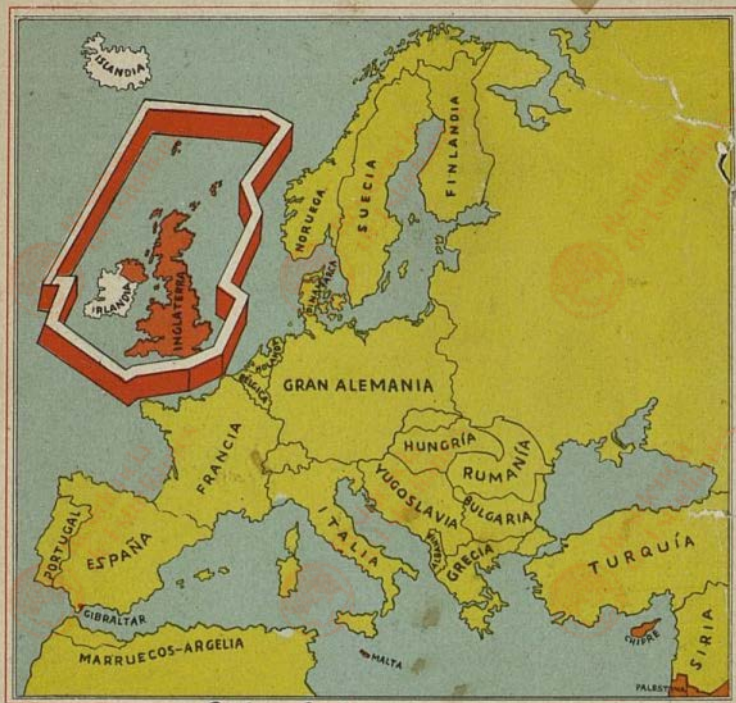 ISLANDIA
NORUEGA
SUECIA
FINLANDIA
DINAMARCA
IRLANDIA
INGLATERRA
HOLANDA
BELGICA
GRAN ALEMANIA
FRANCIA
HUNGRÍA
RUMANÍA
YUGOSLAVIA
BULGARIA
ITALIA
ALBANIA
GRECIA
PORTUGAL
ESPAÑA
TURQUÍA
GIBRALTAR
MARRUECOS-ARGELIA
MALTA
CHIPRE
SIRIA
PALESTINA